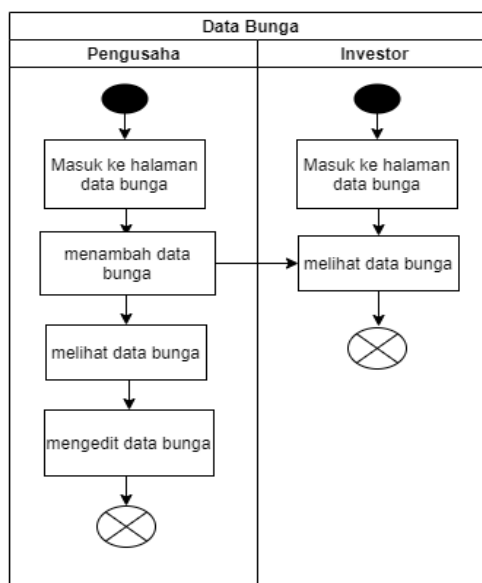 Data Bunga
Pengusaha
Investor
Masuk ke halaman
data bunga
menambah data
bunga
melihat data bunga
mengedit data bunga
Masuk ke halaman
data bunga
melihat data bunga